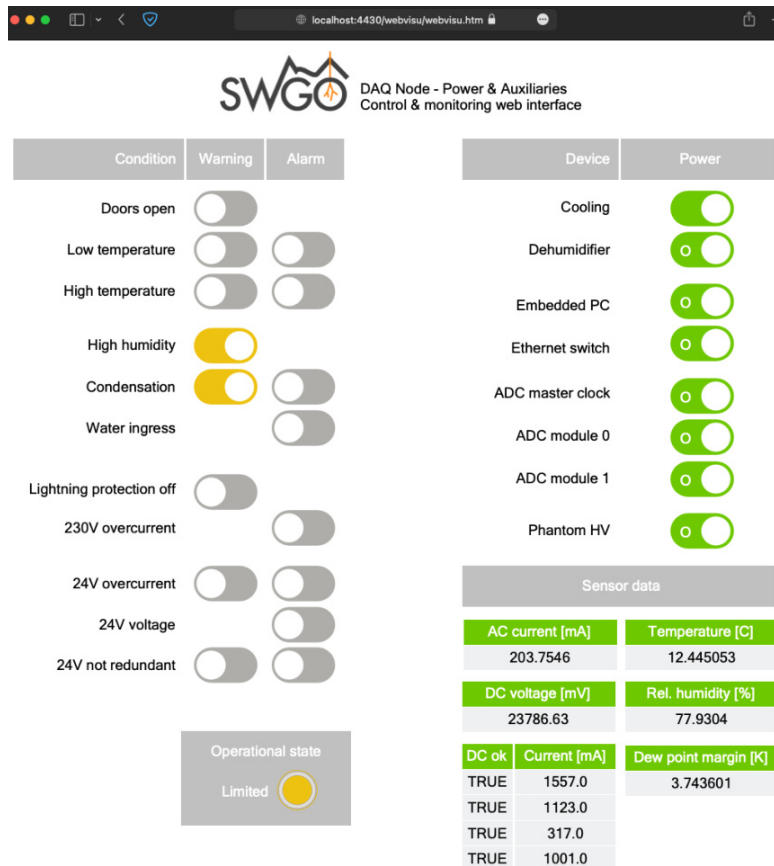 localhost:4430/webvisu/webvisu.htm
SWGO
DAQ Node - Power & Auxiliaries
Control & monitoring web interface
Condition Warning Alarm
Doors open
Low temperature
High temperature
High humidity
Condensation
Water ingress
Lightning protection off
230V overcurrent
24V overcurrent
24V voltage
24V not redundant
Operational state
Limited
Device Power
Cooling
Dehumidifier O
Embedded PC O
Ethernet switch O
ADC master clock O
ADC module 0 O
ADC module 1 O
Phantom HV O
Sensor data
AC current [mA] Temperature [C]
203.7546 12.445053
DC voltage [mV] Rel. humidity [%]
23786.63 77.9304
DC ok Current [mA] Dew point margin [K]
TRUE 1557.0 3.743601
TRUE 1123.0
TRUE 317.0
TRUE 1001.0